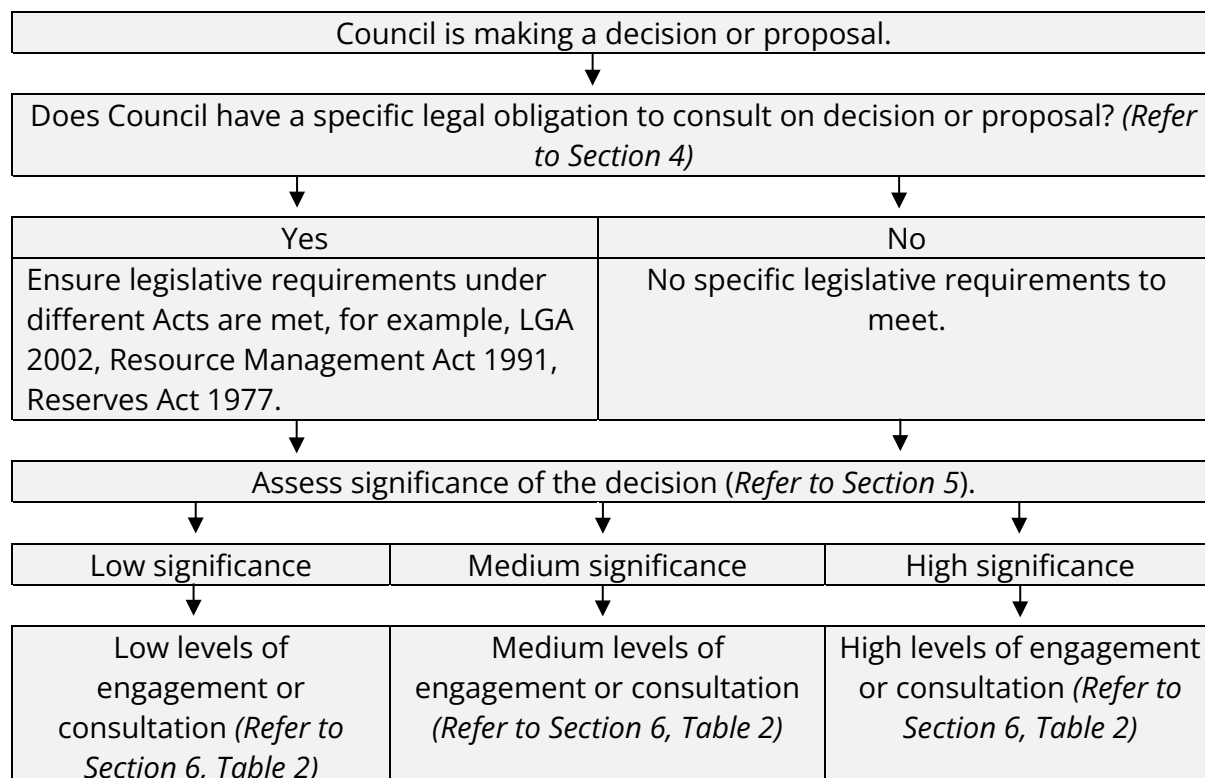 Council is making a decision or proposal.
Does Council have a specific legal obligation to consult on decision or proposal? (Refer
to Section 4)
Yes
No
Ensure legislative requirements under
different Acts are met, for example, LGA
2002, Resource Management Act 1991,
Reserves Act 1977.
No specific legislative requirements to
meet.
Assess significance of the decision (Refer to Section 5).
Low significance
Medium significance
High significance
Low levels of
engagement or
consultation (Refer to
Section 6, Table 2)
Medium levels of
engagement or consultation
(Refer to Section 6, Table 2)
High levels of engagement
or consultation (Refer to
Section 6, Table 2)